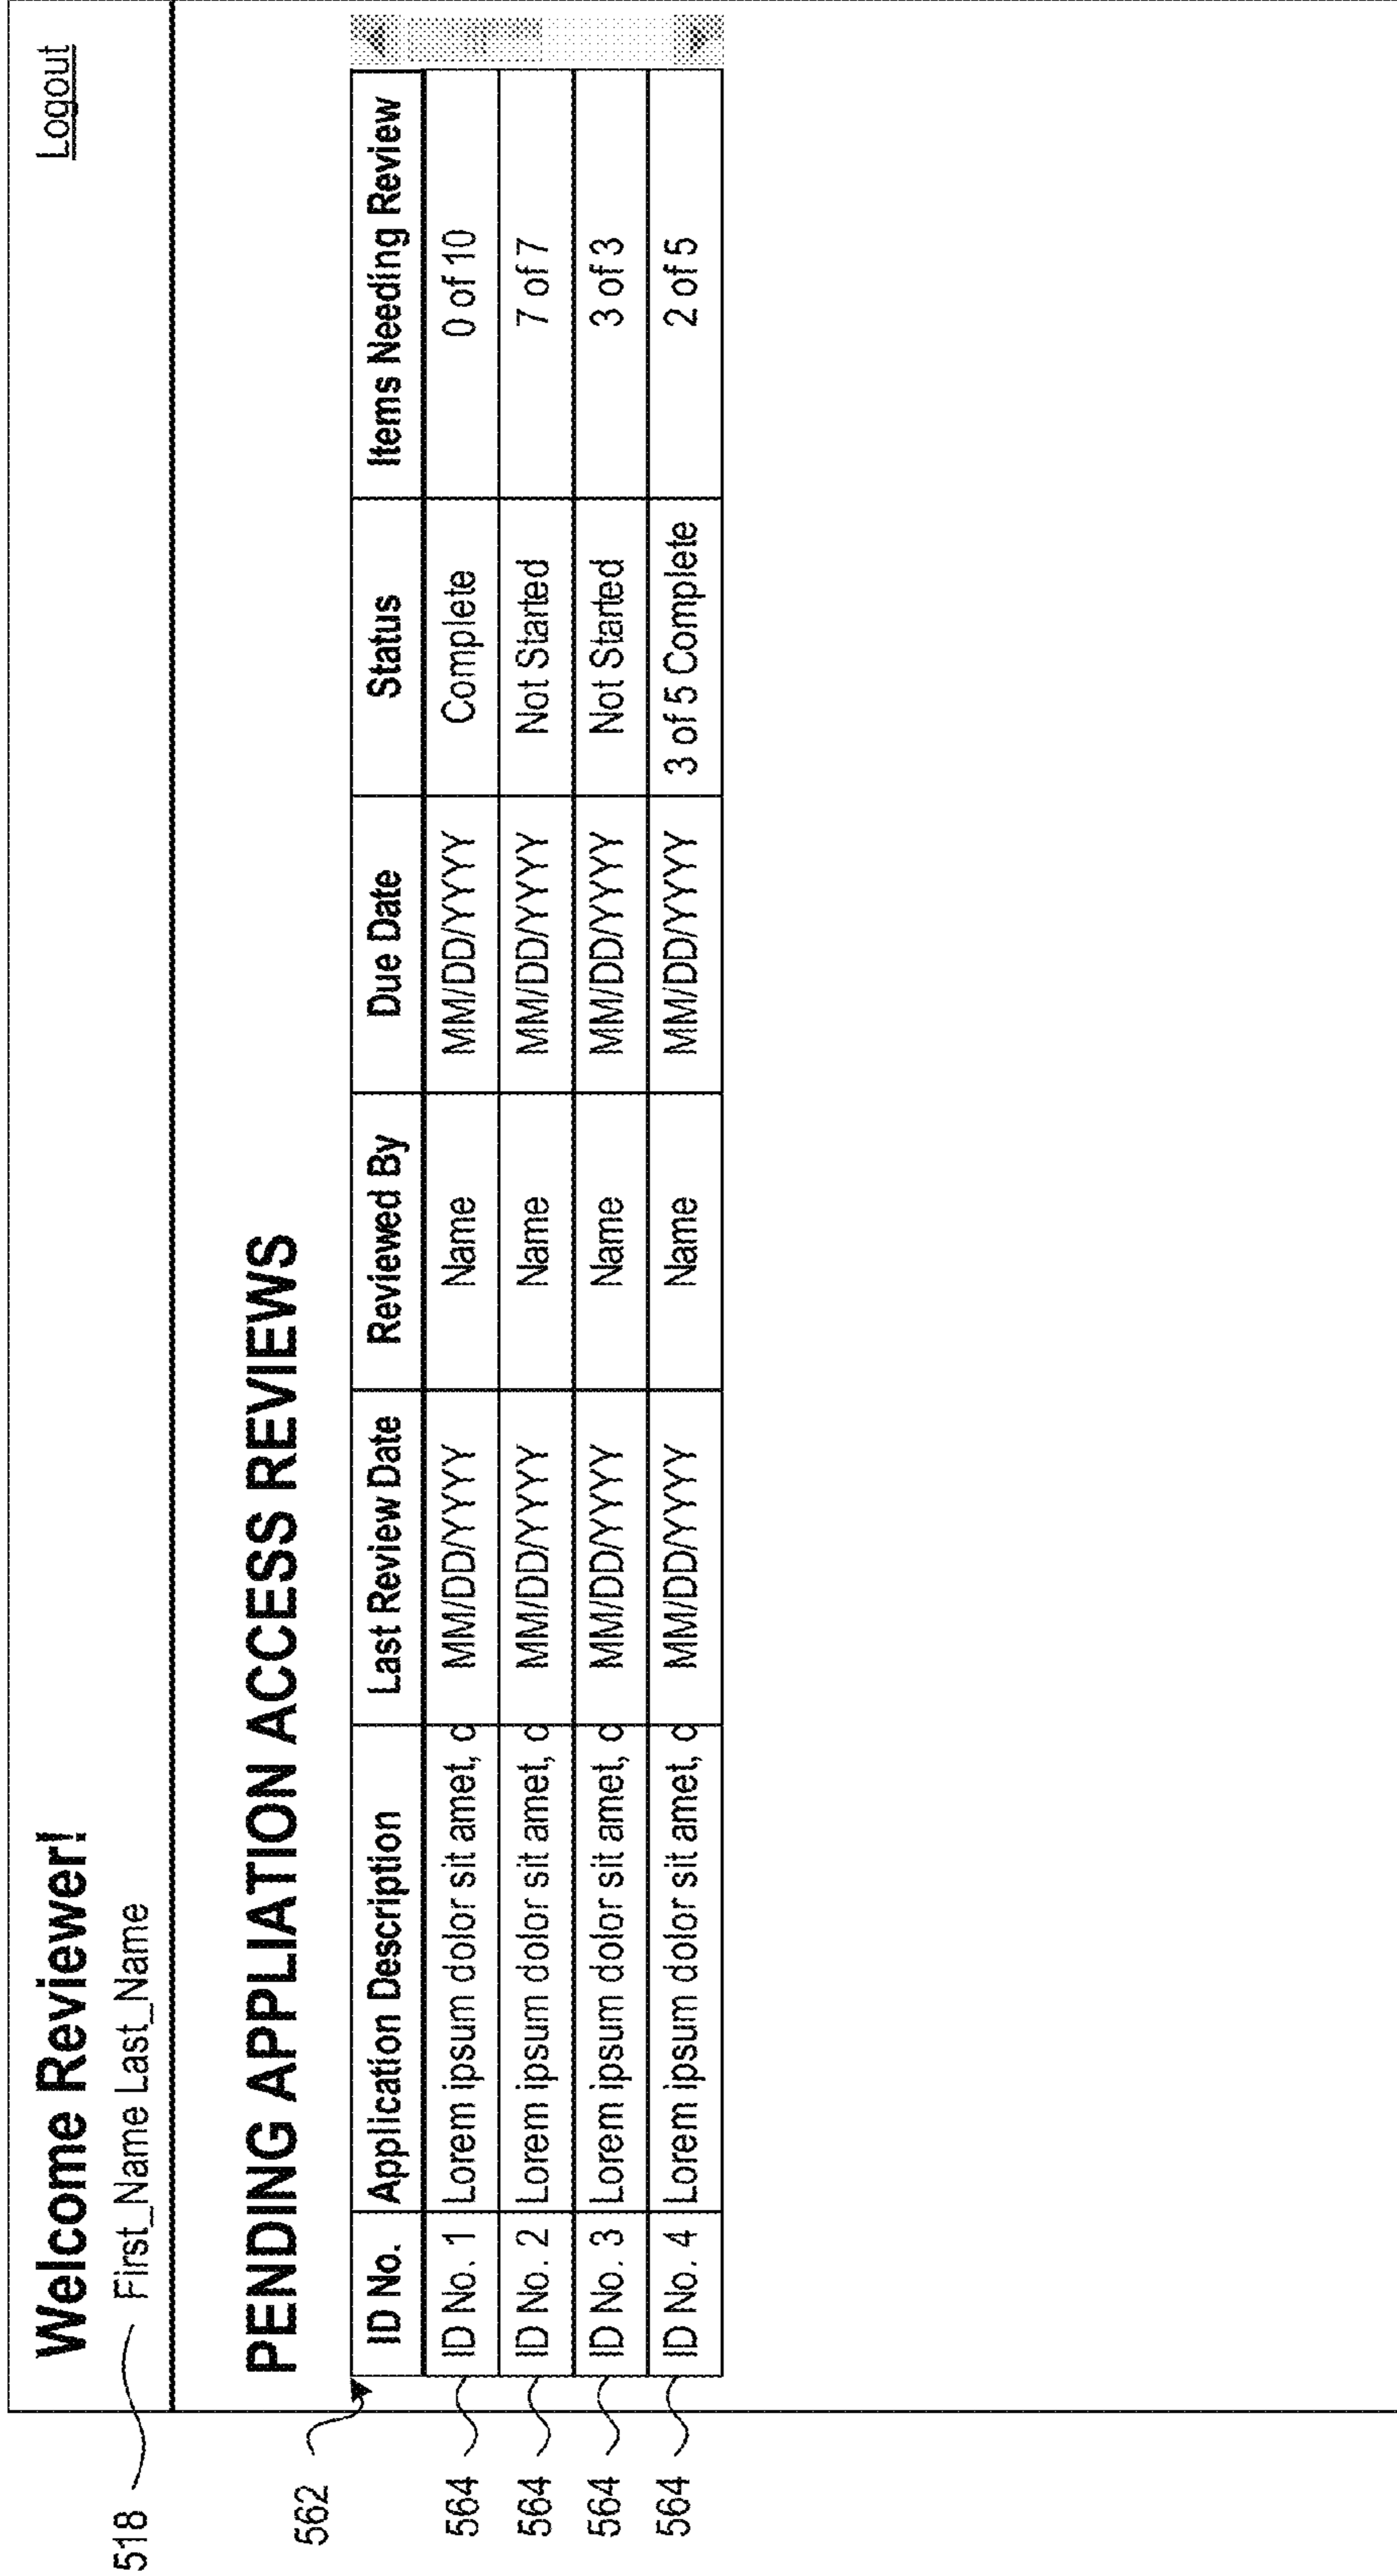 Welcome Reviewer! Logout
518 First_Name Last_Name
PENDING APPLIATION ACCESS REVIEWS
562
ID No. Application Description Last Review Date Reviewed By Due Date Status Items Needing Review
564 ID No. 1 Lorem ipsum dolor sit amet, c MM/DD/YYYY Name MM/DD/YYYY Complete 0 of 10
564 ID No. 2 Lorem ipsum dolor sit amet, c MM/DD/YYYY Name MM/DD/YYYY Not Started 7 of 7
564 ID No. 3 Lorem ipsum dolor sit amet, c MM/DD/YYYY Name MM/DD/YYYY Not Started 3 of 3
564 ID No. 4 Lorem ipsum dolor sit amet, c MM/DD/YYYY Name MM/DD/YYYY 3 of 5 Complete 2 of 5